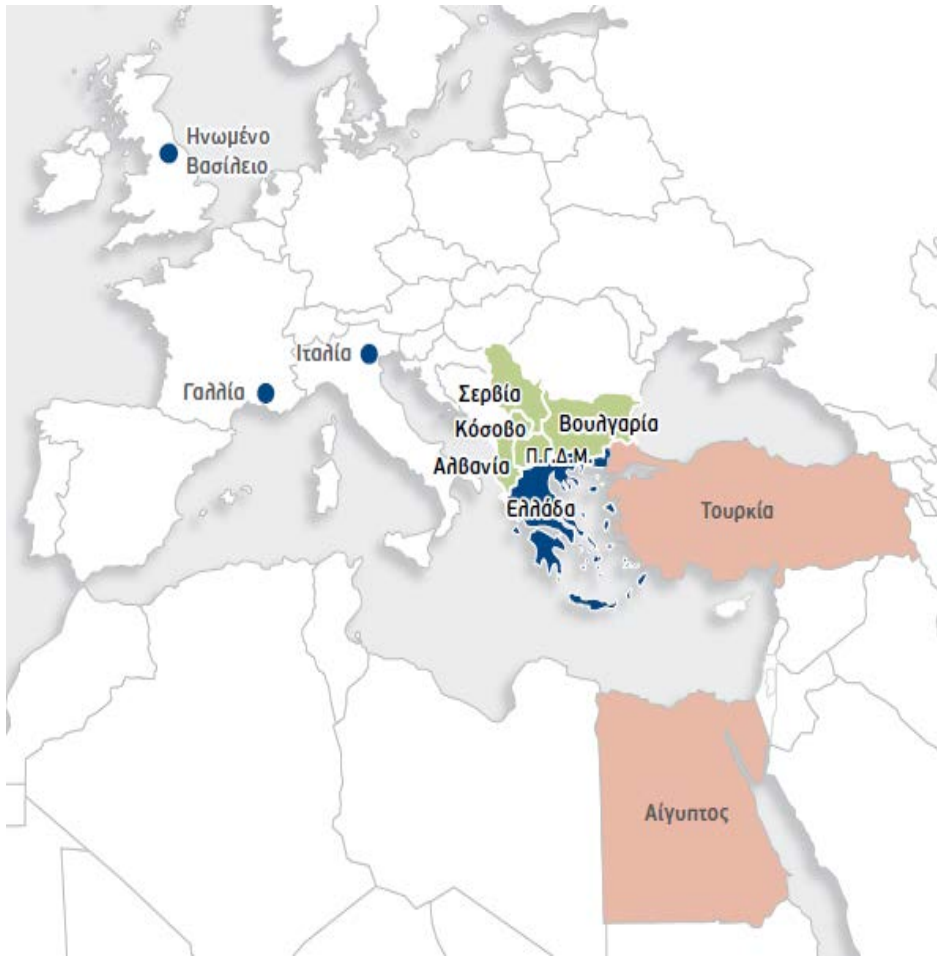 Ηνωμένο
Βασίλειο
Ιταλία
Γαλλία
Σερβία
Βουλγαρία
Κόσοβο
Π.Γ.Δ.Μ.
Αλβανία
Ελλάδα
Τουρκία
Αίγυπτος